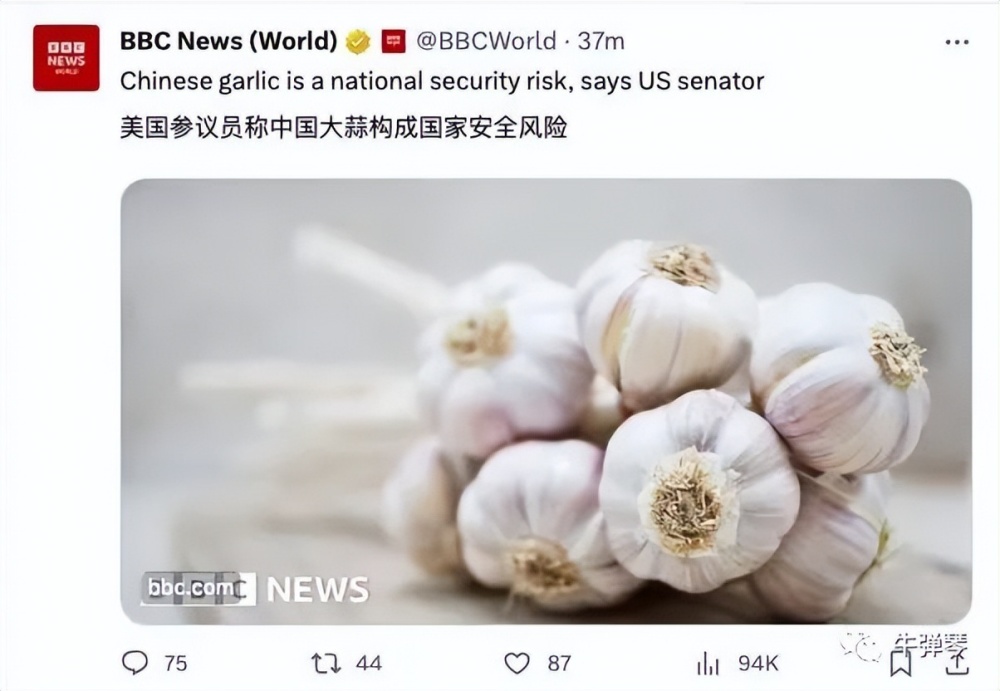 BBC NEWS WORLD
BBC News (World) @BBCWorld · 37m
Chinese garlic is a national security risk, says US senator
美国参议员称中国大蒜构成国家安全风险
bbc.com NEWS
75 44 87 94K
牛弹琴